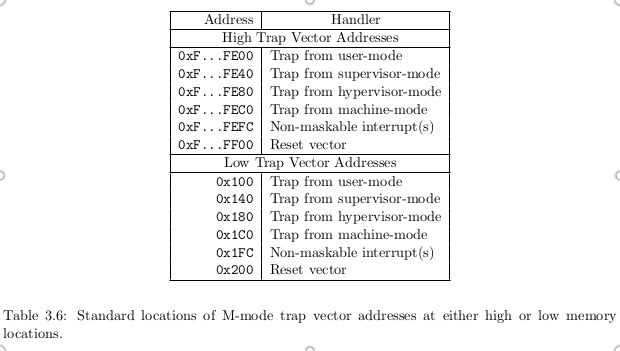 Address Handler
High Trap Vector Addresses
0xF...FE00 Trap from user-mode
0xF...FE40 Trap from supervisor-mode
0xF...FE80 Trap from hypervisor-mode
0xF...FEC0 Trap from machine-mode
0xF...FEFC Non-maskable interrupt(s)
0xF...FF00 Reset vector
Low Trap Vector Addresses
0x100 Trap from user-mode
0x140 Trap from supervisor-mode
0x180 Trap from hypervisor-mode
0x1C0 Trap from machine-mode
0x1FC Non-maskable interrupt(s)
0x200 Reset vector
Table 3.6: Standard locations of M-mode trap vector addresses at either high or low memory
locations.